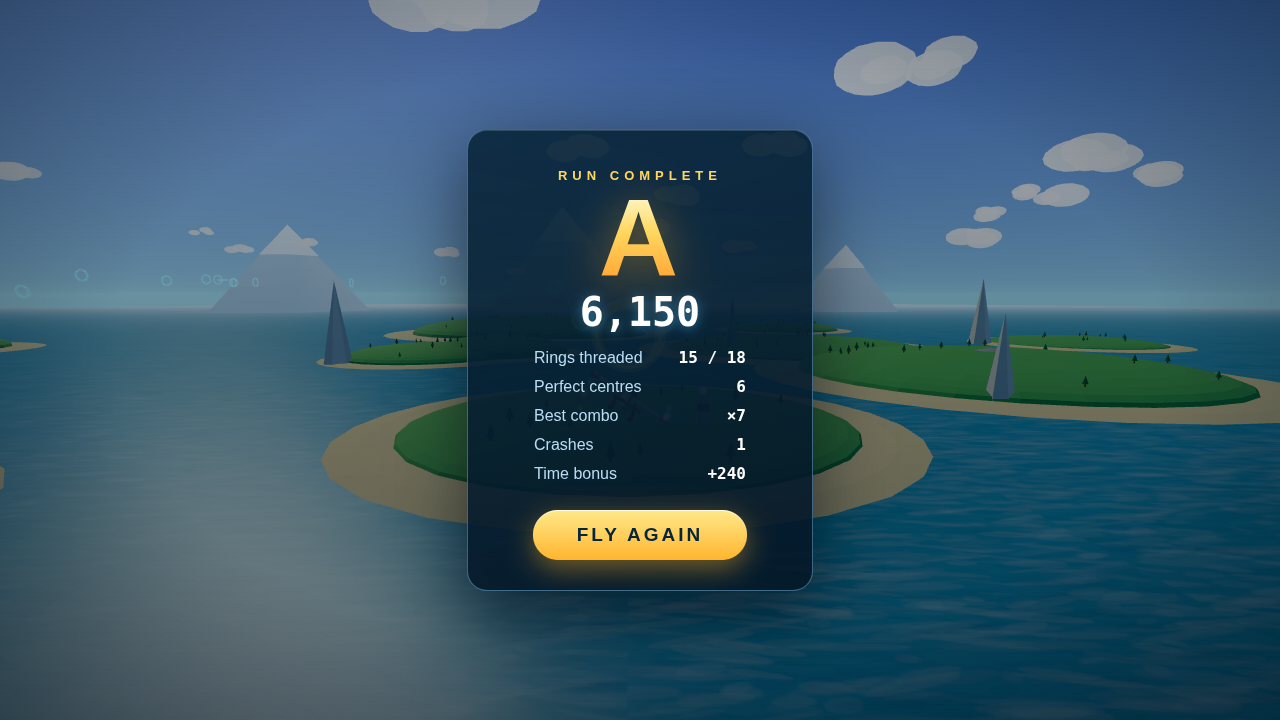 RUN COMPLETE
A
6,150
Rings threaded 15 / 18
Perfect centres 6
Best combo ×7
Crashes 1
Time bonus +240
FLY AGAIN